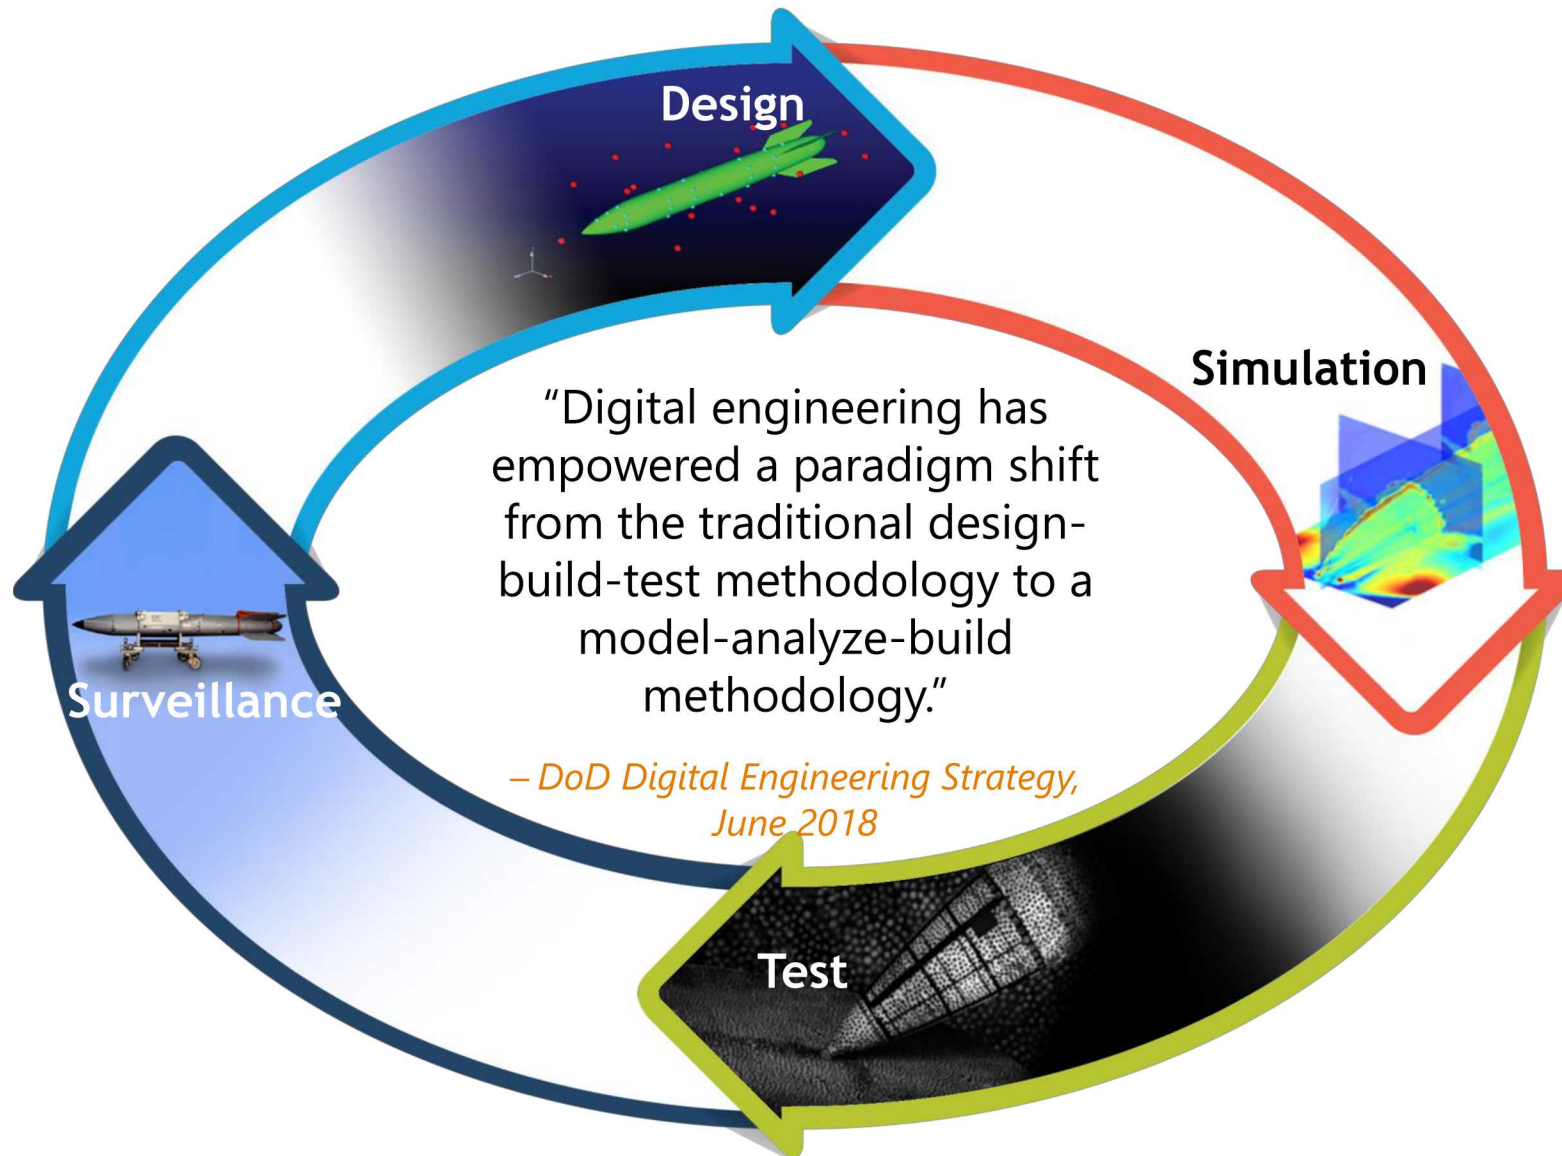 Design
Simulation
“Digital engineering has
empowered a paradigm shift
from the traditional design-
build-test methodology to a
model-analyze-build
methodology.”
– DoD Digital Engineering Strategy,
June 2018
Surveillance
Test